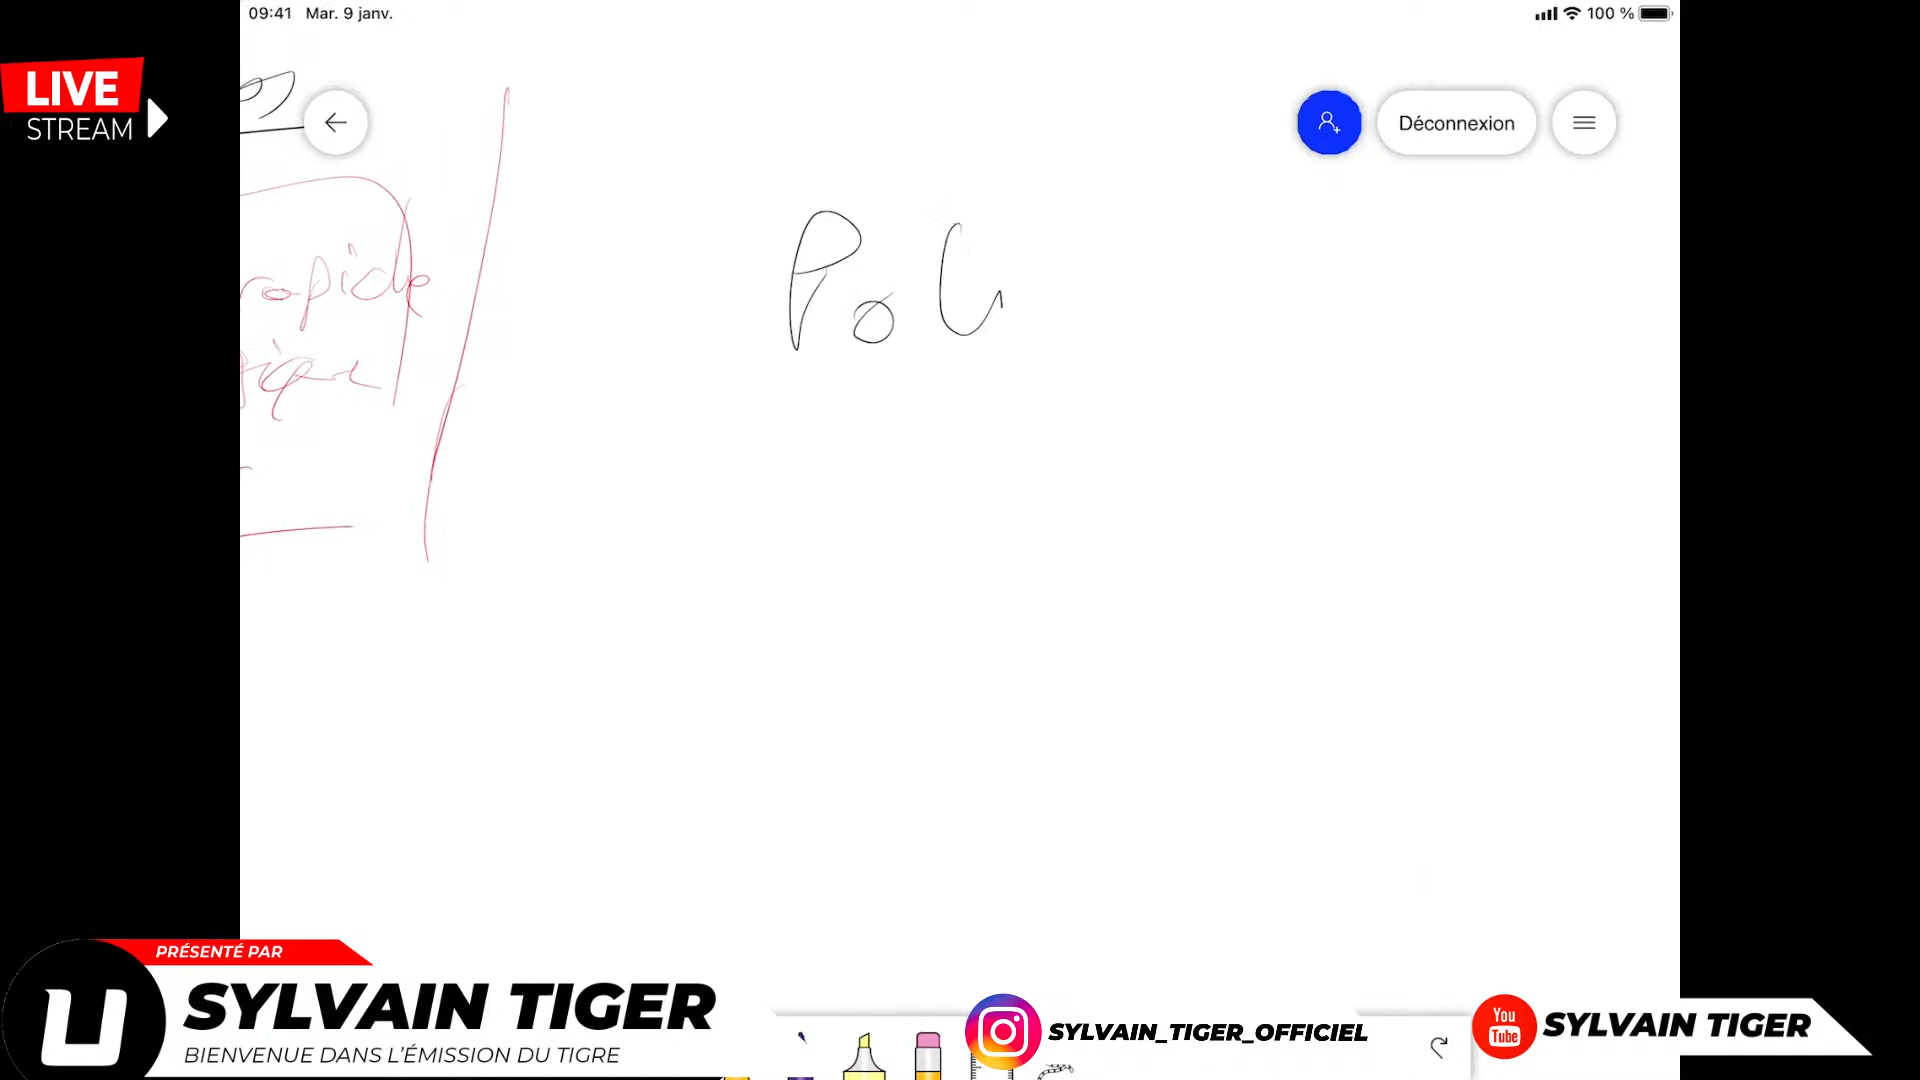 09:41 Mar. 9 janv.
100 %
LIVE
STREAM
Déconnexion
rapide
PRÉSENTÉ PAR
SYLVAIN TIGER
BIENVENUE DANS L'ÉMISSION DU TIGRE
SYLVAIN_TIGER_OFFICIEL
You
Tube
SYLVAIN TIGER